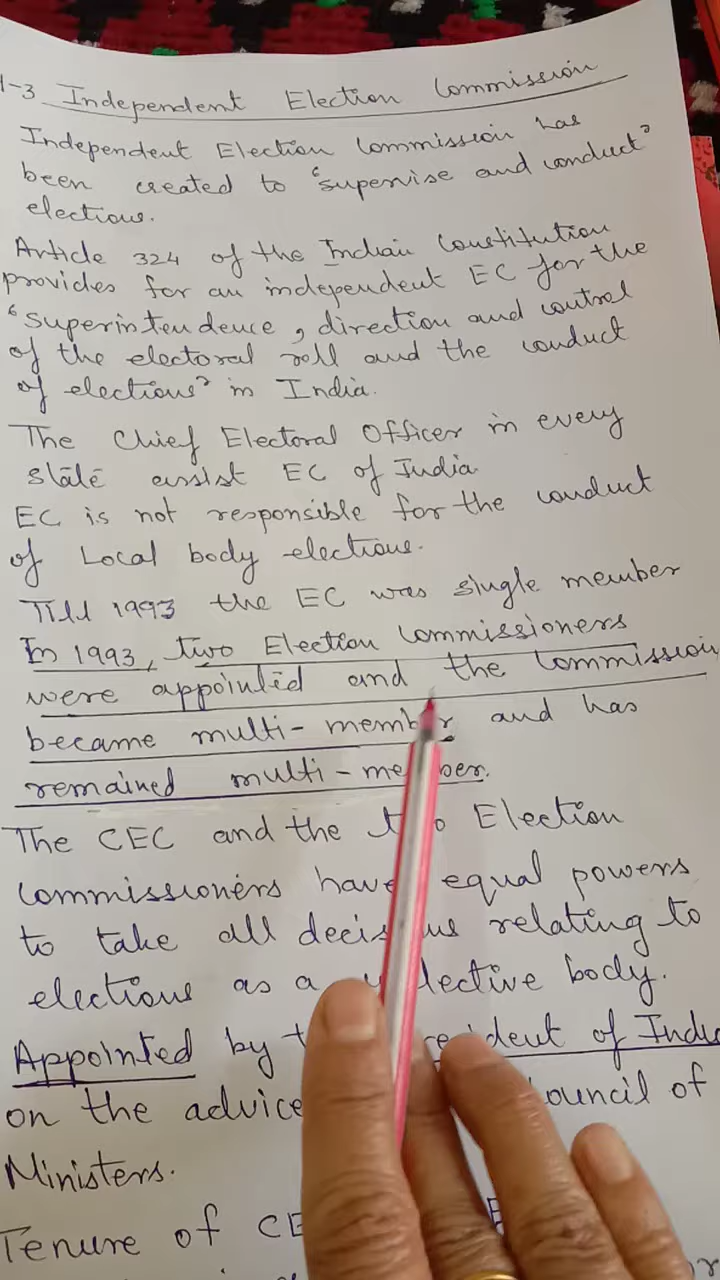 1-3 Independent Election Commission
Independent Election Commission has
been created to "supervise and conduct"
elections.
Article 324 of the Indian Constitution
provides for an independent EC for the
"superintendence, direction and control
of the electoral roll and the conduct
of elections" in India.
The Chief Electoral Officer in every
state assist EC of India
EC is not responsible for the conduct
of Local body elections.
Till 1993 the EC was single member
In 1993, two Election Commissioners
were appointed and the Commission
became multi-member and has
remained multi-member.
The CEC and the Election
Commissioners have equal powers
to take all relating to
elections as a body.
Appointed by of India
on the advice Council of
Ministers.
Tenure of